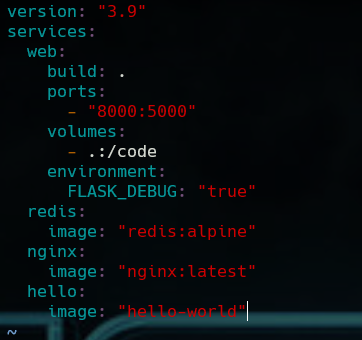 version: "3.9"
services:
  web:
    build: .
    ports:
      - "8000:5000"
    volumes:
      - .:/code
    environment:
      FLASK_DEBUG: "true"
  redis:
    image: "redis:alpine"
  nginx:
    image: "nginx:latest"
  hello:
    image: "hello-world"
~